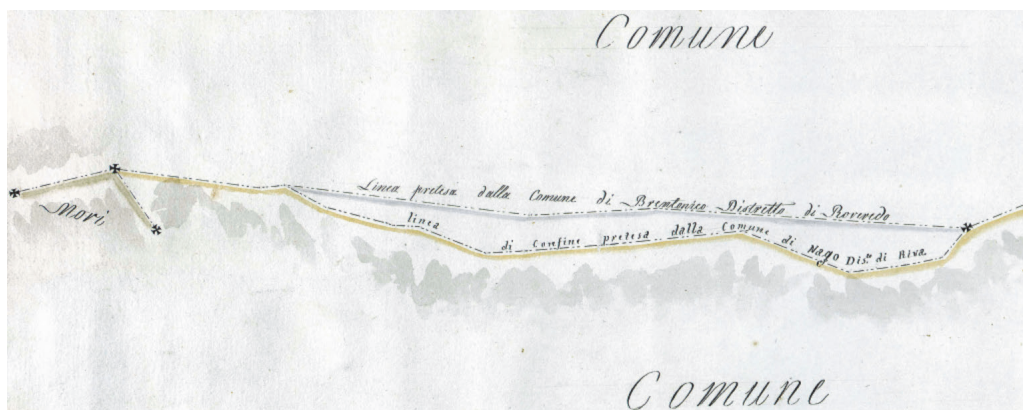 Comune
Linea pretesa dalla Comune di Brentonico Distretto di Roveredo
Mori
linea di Confine pretesa dalla Comune di Nago Dis.to di Riva
Comune